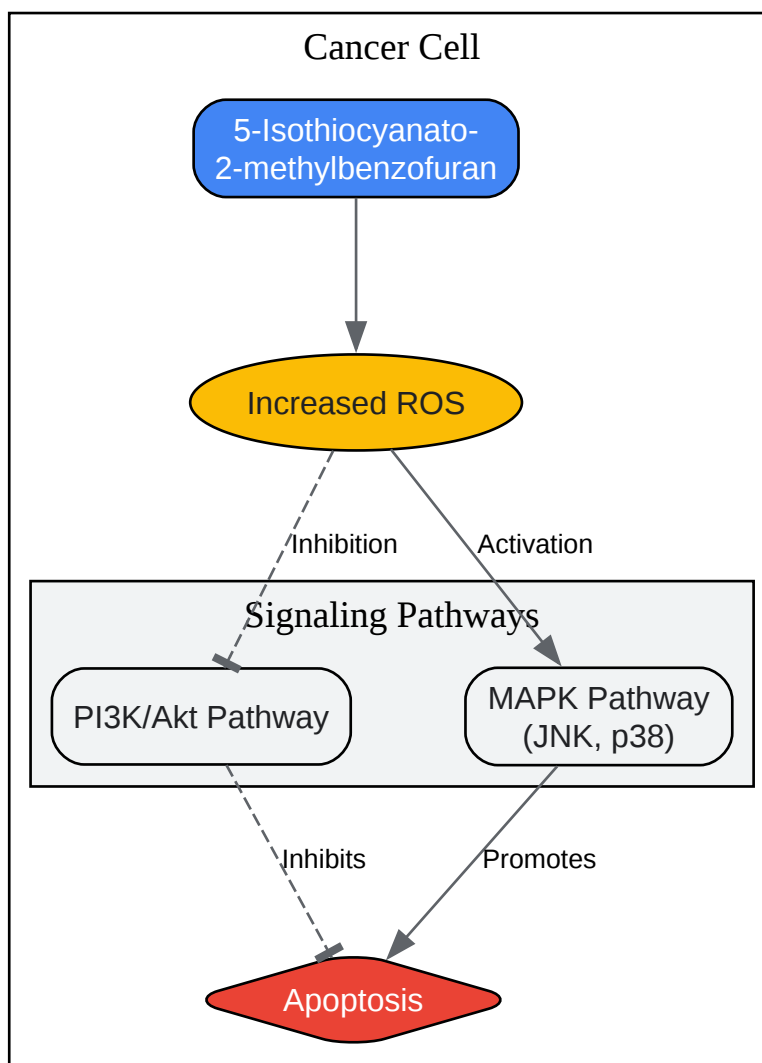 Cancer Cell
5-Isothiocyanato-
2-methylbenzofuran
Increased ROS
Inhibition
Activation
Signaling Pathways
PI3K/Akt Pathway
MAPK Pathway
(JNK, p38)
Inhibits
Promotes
Apoptosis